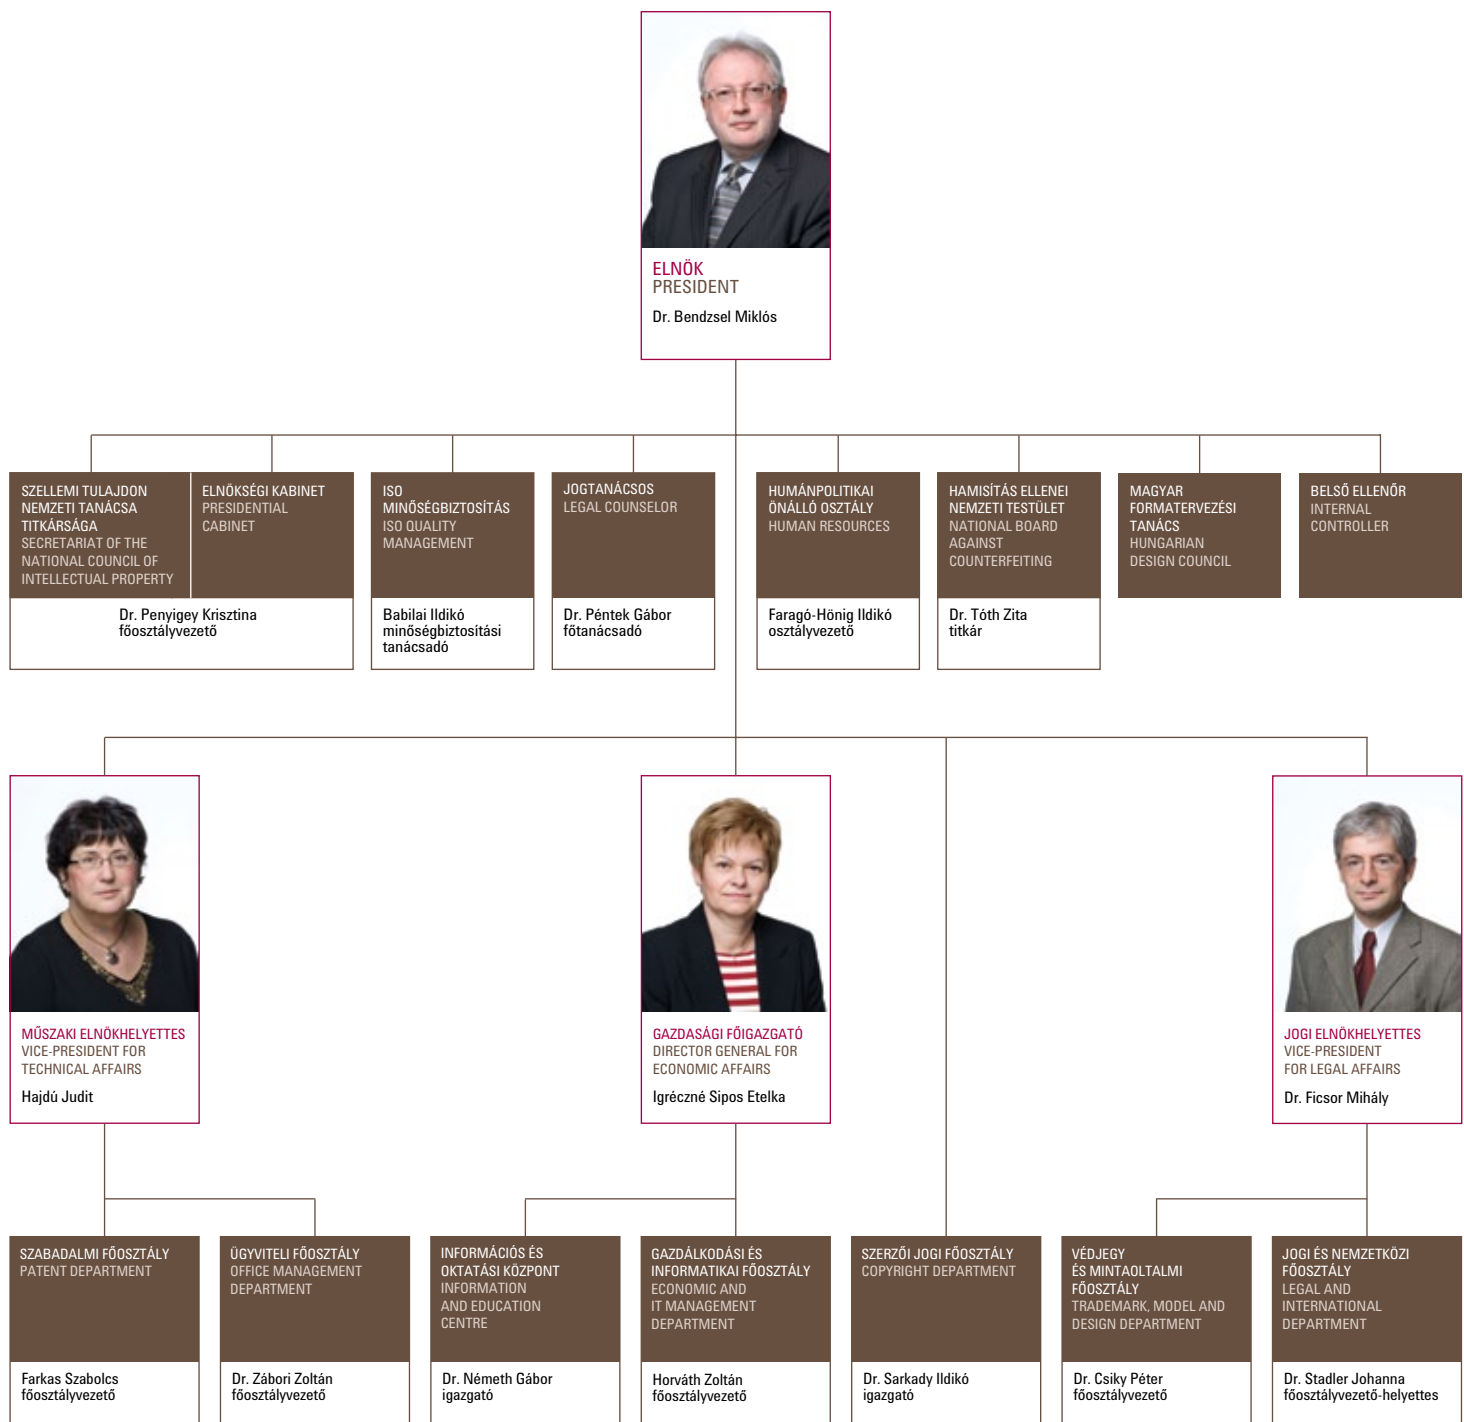 ELNÖK
PRESIDENT
Dr. Bendzsel Miklós
SZELLEMI TULAJDON
NEMZETI TANÁCSA
TITKÁRSÁGA
SECRETARIAT OF THE
NATIONAL COUNCIL OF
INTELLECTUAL PROPERTY
ELNÖKSÉGI KABINET
PRESIDENTIAL
CABINET
Dr. Penyigey Krisztina
főosztályvezető
ISO
MINŐSÉGBIZTOSÍTÁS
ISO QUALITY
MANAGEMENT
Babilai Ildikó
minőségbiztosítási
tanácsadó
JOGTANÁCSOS
LEGAL COUNSELOR
Dr. Péntek Gábor
főtanácsadó
HUMÁNPOLITIKAI
ÖNÁLLÓ OSZTÁLY
HUMAN RESOURCES
Faragó-Hönig Ildikó
osztályvezető
HAMISÍTÁS ELLENEI
NEMZETI TESTÜLET
NATIONAL BOARD
AGAINST
COUNTERFEITING
Dr. Tóth Zita
titkár
MAGYAR
FORMATERVEZÉSI
TANÁCS
HUNGARIAN
DESIGN COUNCIL
BELSŐ ELLENŐR
INTERNAL
CONTROLLER
MŰSZAKI ELNÖKHELYETTES
VICE-PRESIDENT FOR
TECHNICAL AFFAIRS
Hajdú Judit
GAZDASÁGI FŐIGAZGATÓ
DIRECTOR GENERAL FOR
ECONOMIC AFFAIRS
Igréczné Sipos Etelka
JOGI ELNÖKHELYETTES
VICE-PRESIDENT
FOR LEGAL AFFAIRS
Dr. Ficsor Mihály
SZABADALMI FŐOSZTÁLY
PATENT DEPARTMENT
Farkas Szabolcs
főosztályvezető
ÜGYVITELI FŐOSZTÁLY
OFFICE MANAGEMENT
DEPARTMENT
Dr. Zábori Zoltán
főosztályvezető
INFORMÁCIÓS ÉS
OKTATÁSI KÖZPONT
INFORMATION
AND EDUCATION
CENTRE
Dr. Németh Gábor
igazgató
GAZDÁLKODÁSI ÉS
INFORMATIKAI FŐOSZTÁLY
ECONOMIC AND
IT MANAGEMENT
DEPARTMENT
Horváth Zoltán
főosztályvezető
SZERZŐI JOGI FŐOSZTÁLY
COPYRIGHT DEPARTMENT
Dr. Sarkady Ildikó
igazgató
VÉDJEGY
ÉS MINTAOLTALMI
FŐOSZTÁLY
TRADEMARK, MODEL AND
DESIGN DEPARTMENT
Dr. Csiky Péter
főosztályvezető
JOGI ÉS NEMZETKÖZI
FŐOSZTÁLY
LEGAL AND
INTERNATIONAL
DEPARTMENT
Dr. Stadler Johanna
főosztályvezető-helyettes